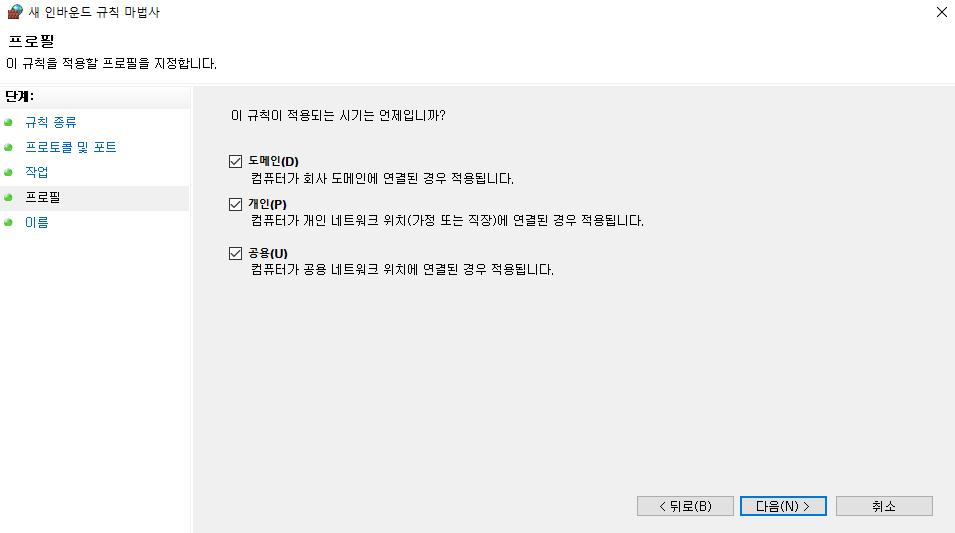 새 인바운드 규칙 마법사
프로필
이 규칙을 적용할 프로필을 지정합니다.
단계:
규칙 종류
프로토콜 및 포트
작업
프로필
이름
이 규칙이 적용되는 시기는 언제입니까?
도메인(D)
컴퓨터가 회사 도메인에 연결된 경우 적용됩니다.
개인(P)
컴퓨터가 개인 네트워크 위치(가정 또는 직장)에 연결된 경우 적용됩니다.
공용(U)
컴퓨터가 공용 네트워크 위치에 연결된 경우 적용됩니다.
< 뒤로(B) 다음(N) > 취소